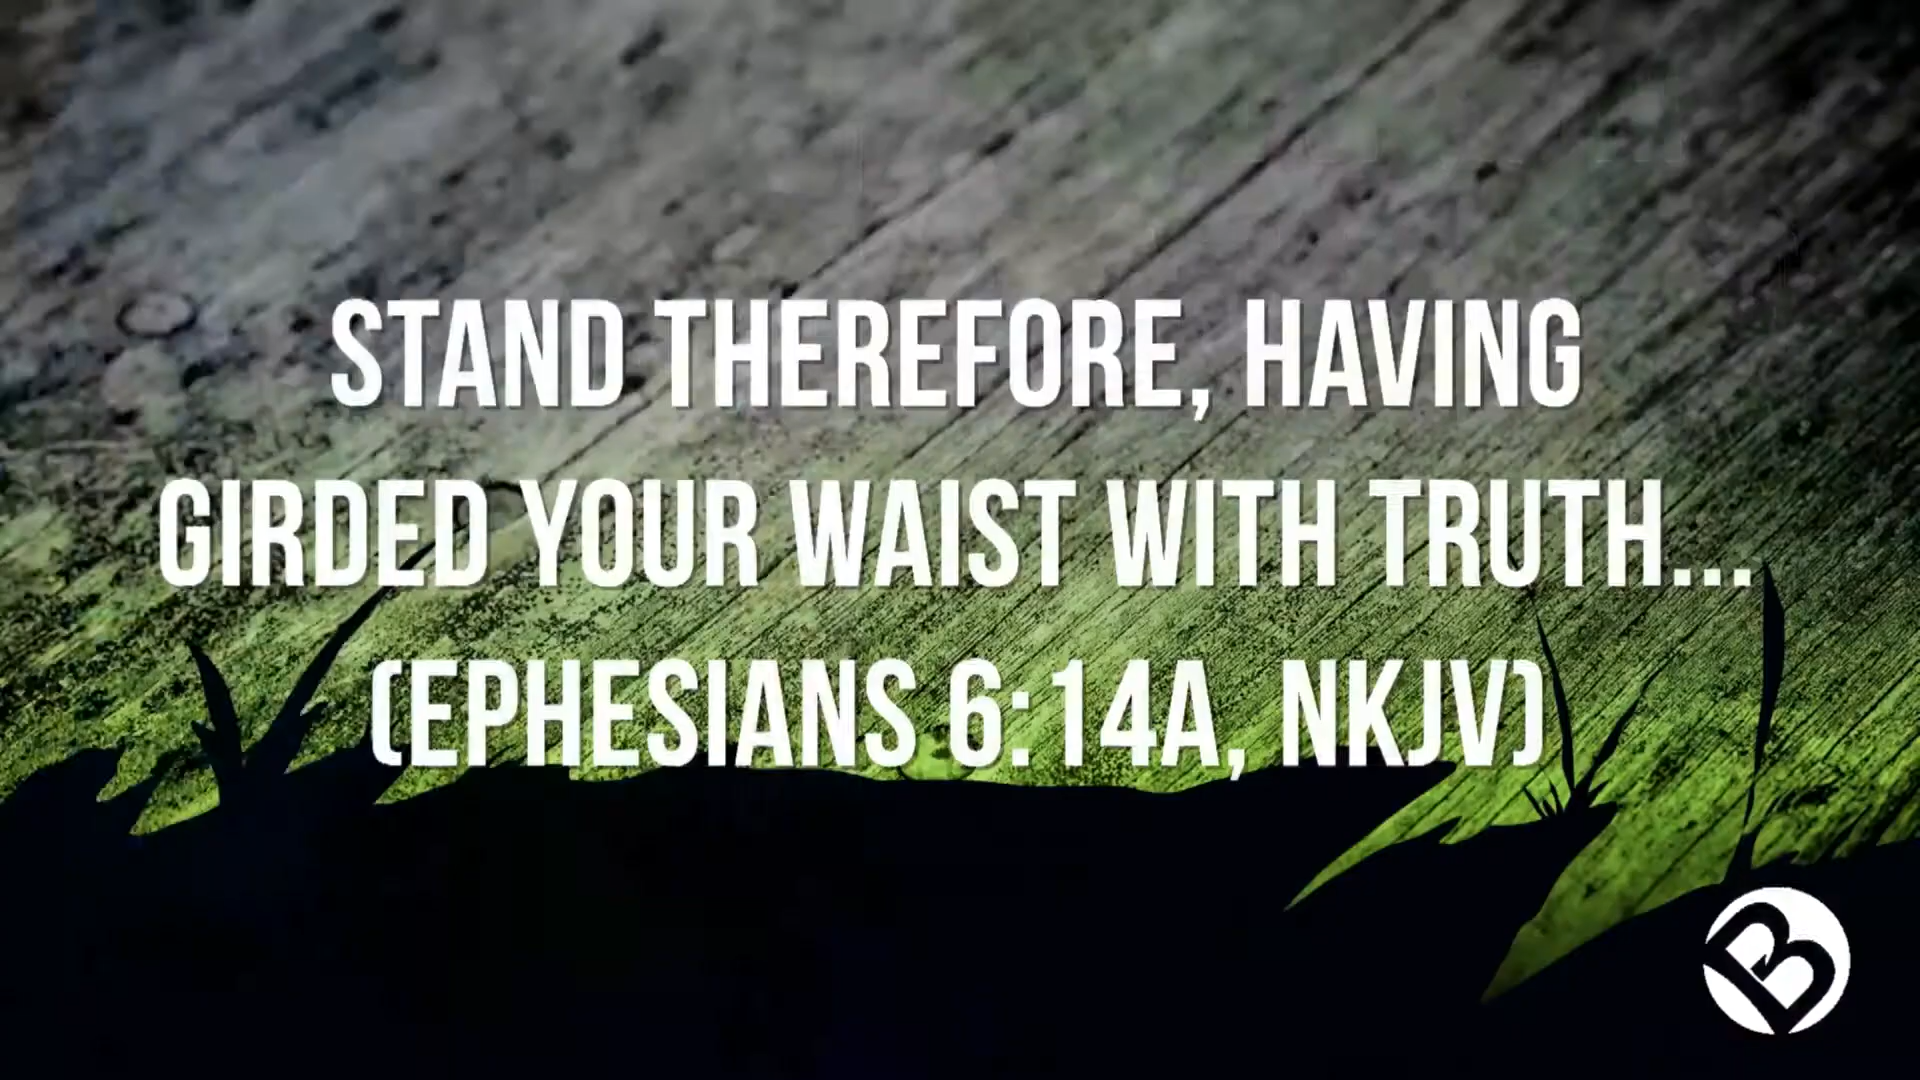 STAND THEREFORE, HAVING
GIRDED YOUR WAIST WITH TRUTH...
(EPHESIANS 6:14A, NKJV)
B